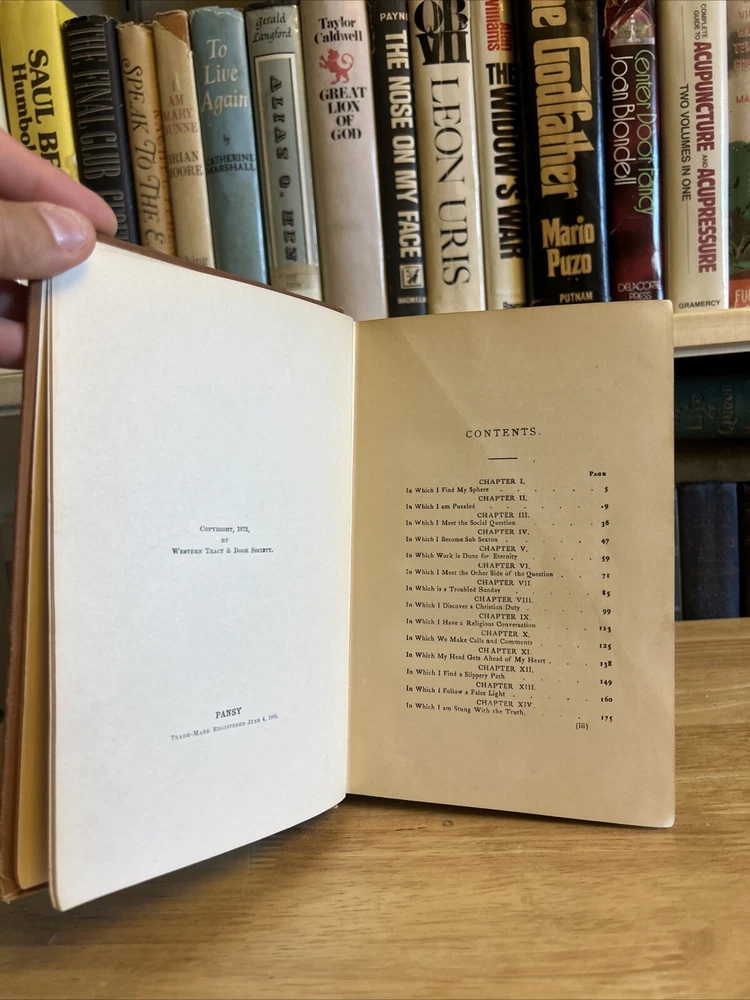 SAUL BE
Humbol
THE FINAL CLUB
SPEAK TO THE E
I AM
MARY
DUNNE
BRIAN
MOORE
To
Live
Again
by
CATHERINE
MARSHALL
Gerald
Langford
ALIAS O. HEN
Taylor
Caldwell
GREAT
LION
OF
GOD
PAYN
THE NOSE ON MY FACE
MACMILLAN
QB
VII
LEON URIS
Alan
Williams
THE WIDOW'S WAR
The Godfather
Mario
Puzo
PUTNAM
Center Door Fancy
Joan Blondell
DELACORTE
PRESS
COMPLETE
GUIDE TO
ACUPUNCTURE AND ACUPRESSURE
TWO VOLUMES IN ONE
GRAMERCY
COPYRIGHT, 1872,
BY
WESTERN TRACT & BOOK SOCIETY.
PANSY
TRADE-MARK REGISTERED JUNE 4, 1895.
CONTENTS.
PAGE
CHAPTER I.
In Which I Find My Sphere . . . . . . 5
CHAPTER II.
In Which I am Puzzled . . . . . . 19
CHAPTER III.
In Which I Meet the Social Question . . . . 36
CHAPTER IV.
In Which I Become Sub Sexton . . . . . 47
CHAPTER V.
In Which Work is Done for Eternity . . . . 59
CHAPTER VI.
In Which I Meet the Other Side of the Question . . 71
CHAPTER VII.
In Which is a Troubled Sunday . . . . 85
CHAPTER VIII.
In Which I Discover a Christian Duty . . . . 99
CHAPTER IX.
In Which I Have a Religious Conversation . . . 113
CHAPTER X.
In Which We Make Calls and Comments . . . 125
CHAPTER XI.
In Which My Head Gets Ahead of My Heart . . . 138
CHAPTER XII.
In Which I Find a Slippery Path . . . . 149
CHAPTER XIII.
In Which I Follow a False Light . . . . 160
CHAPTER XIV.
In Which I am Stung With the Truth. . . . 175
(iii)